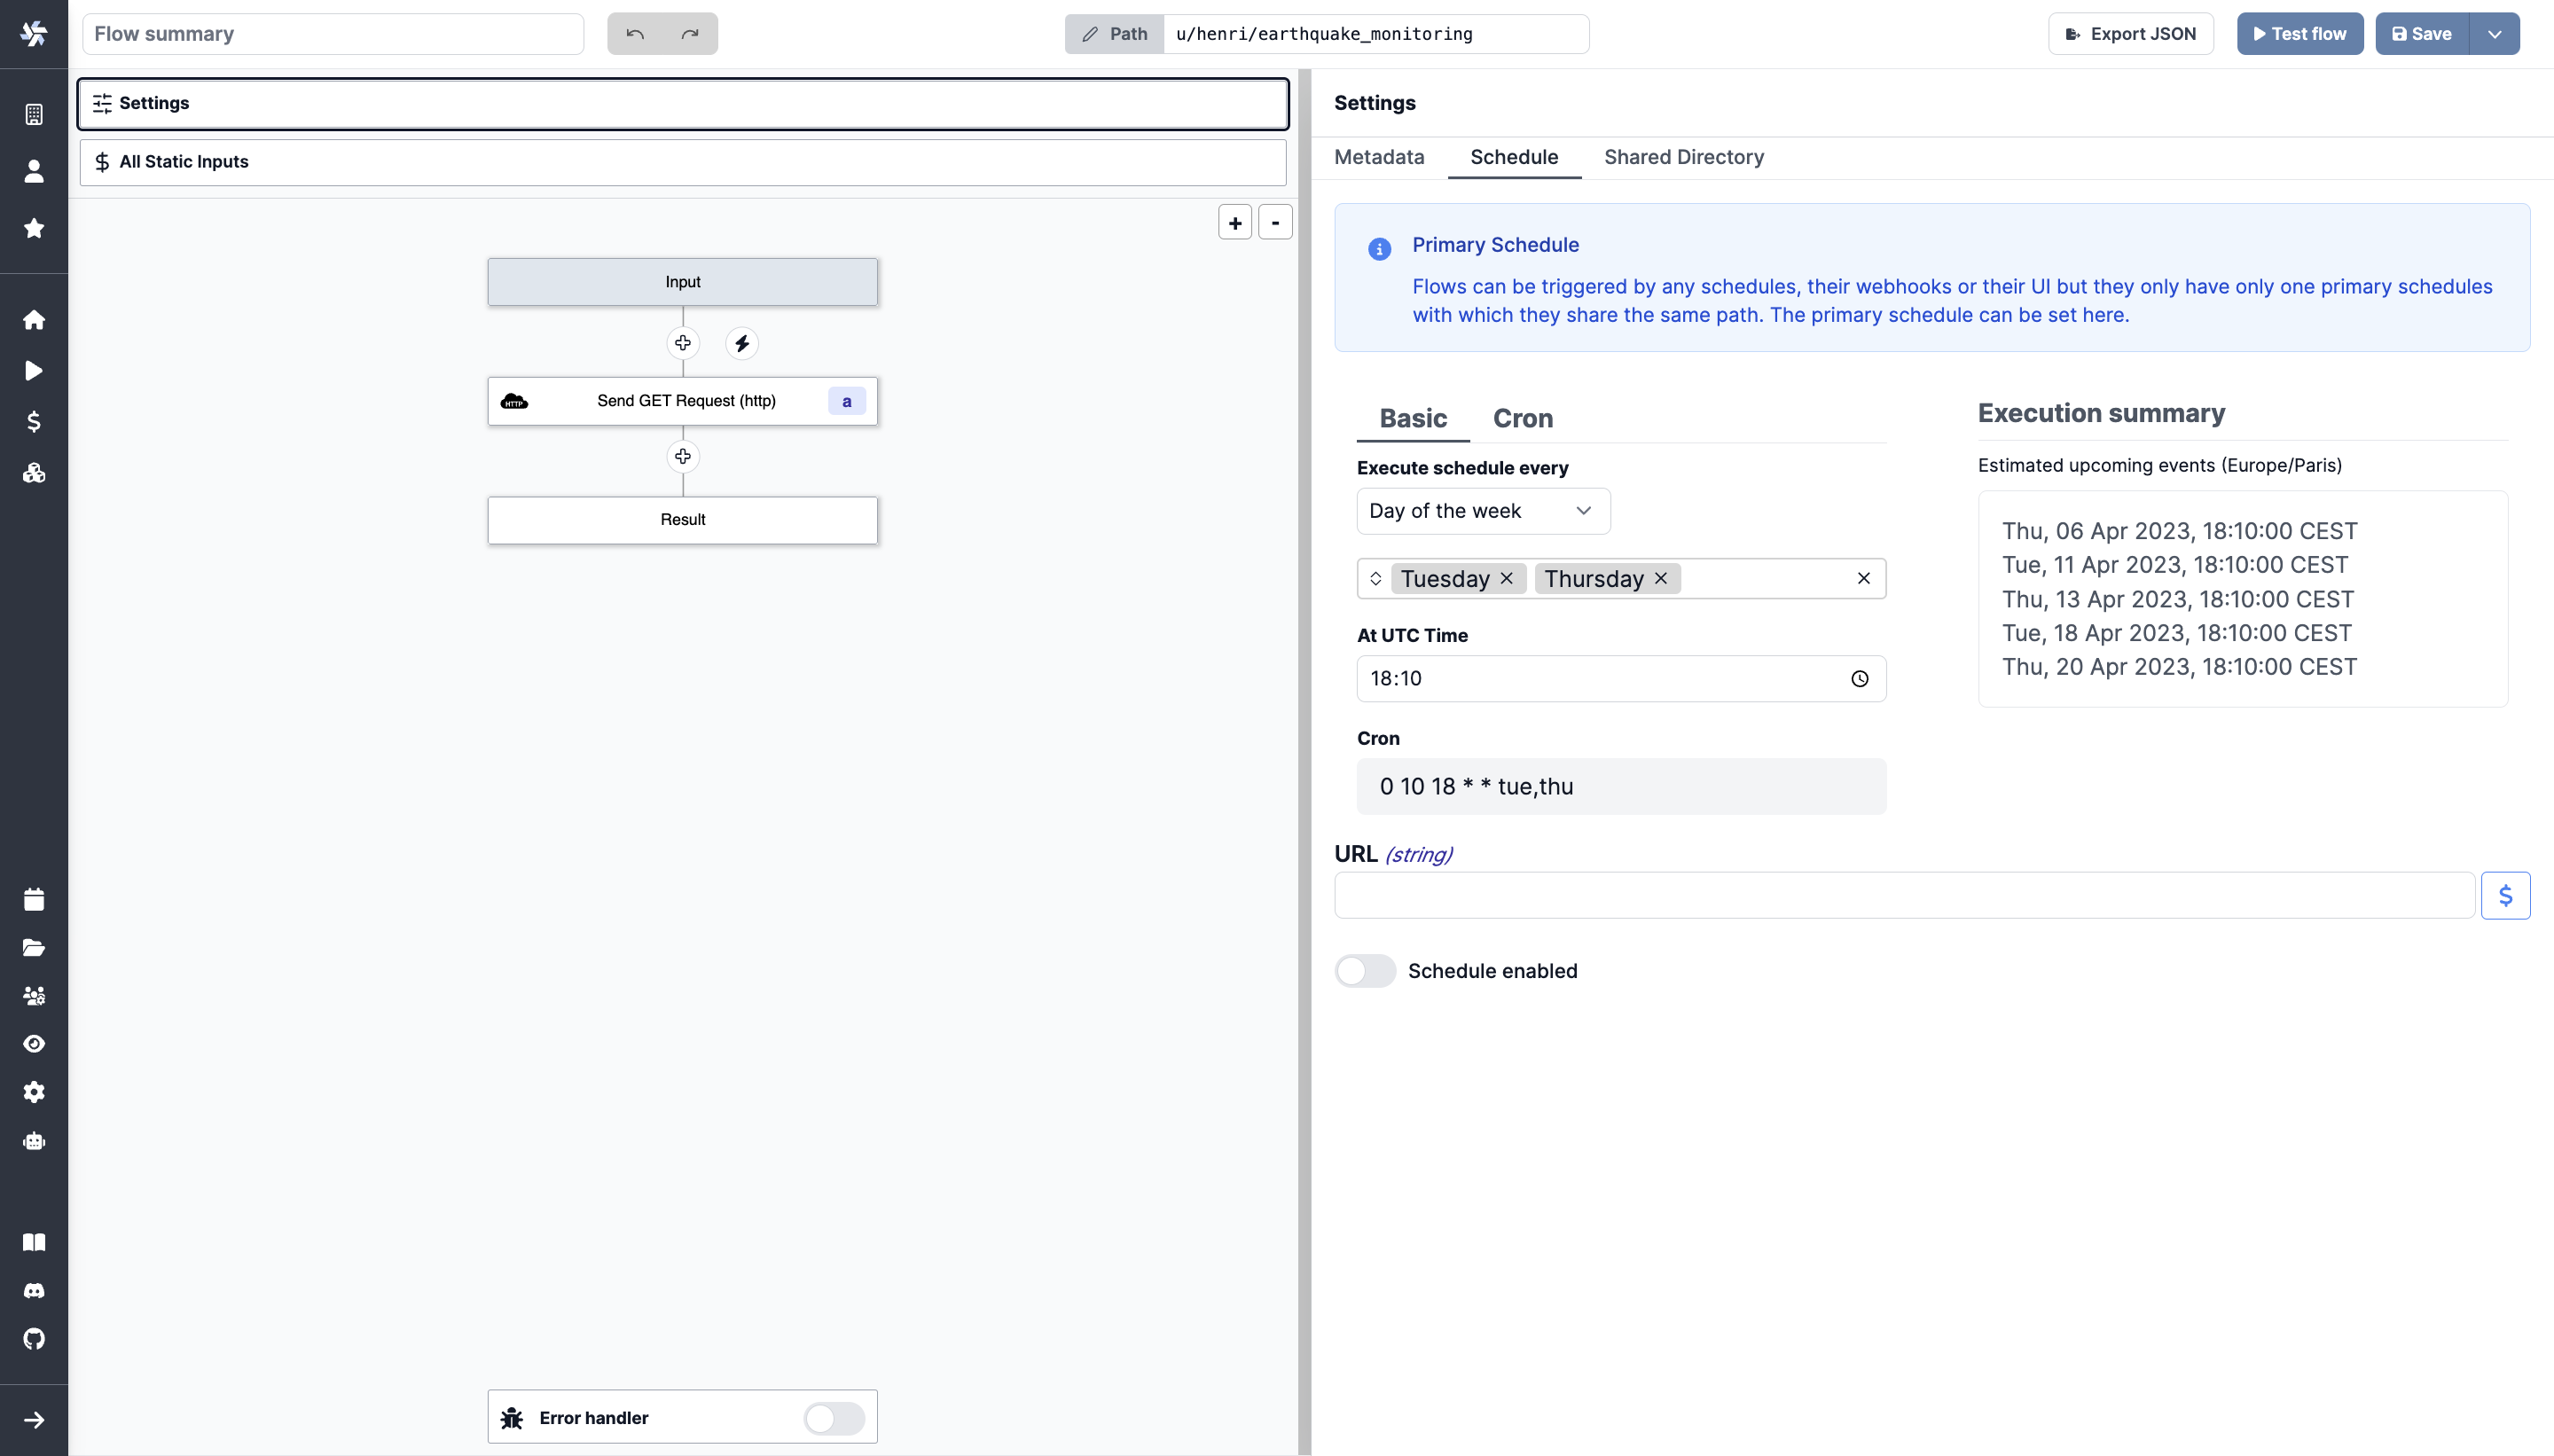 Flow summary
Path
u/henri/earthquake_monitoring
Export JSON
Test flow
Save
Settings
All Static Inputs
+
-
Input
HTTP
Send GET Request (http)
a
Result
Error handler
Settings
Metadata
Schedule
Shared Directory
Primary Schedule
Flows can be triggered by any schedules, their webhooks or their UI but they only have only one primary schedules
with which they share the same path. The primary schedule can be set here.
Basic
Cron
Execute schedule every
Day of the week
Tuesday
Thursday
At UTC Time
18:10
Cron
0 10 18 * * tue,thu
Execution summary
Estimated upcoming events (Europe/Paris)
Thu, 06 Apr 2023, 18:10:00 CEST
Tue, 11 Apr 2023, 18:10:00 CEST
Thu, 13 Apr 2023, 18:10:00 CEST
Tue, 18 Apr 2023, 18:10:00 CEST
Thu, 20 Apr 2023, 18:10:00 CEST
URL (string)
$
Schedule enabled